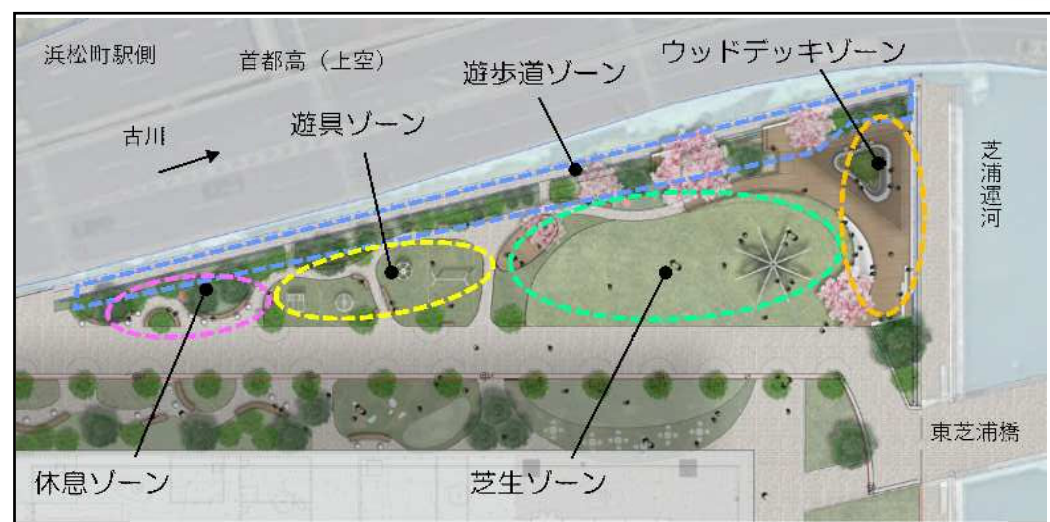 浜松町駅側
首都高（上空）
ウッドデッキゾーン
遊歩道ゾーン
遊具ゾーン
古川
芝浦運河
東芝浦橋
休息ゾーン
芝生ゾーン